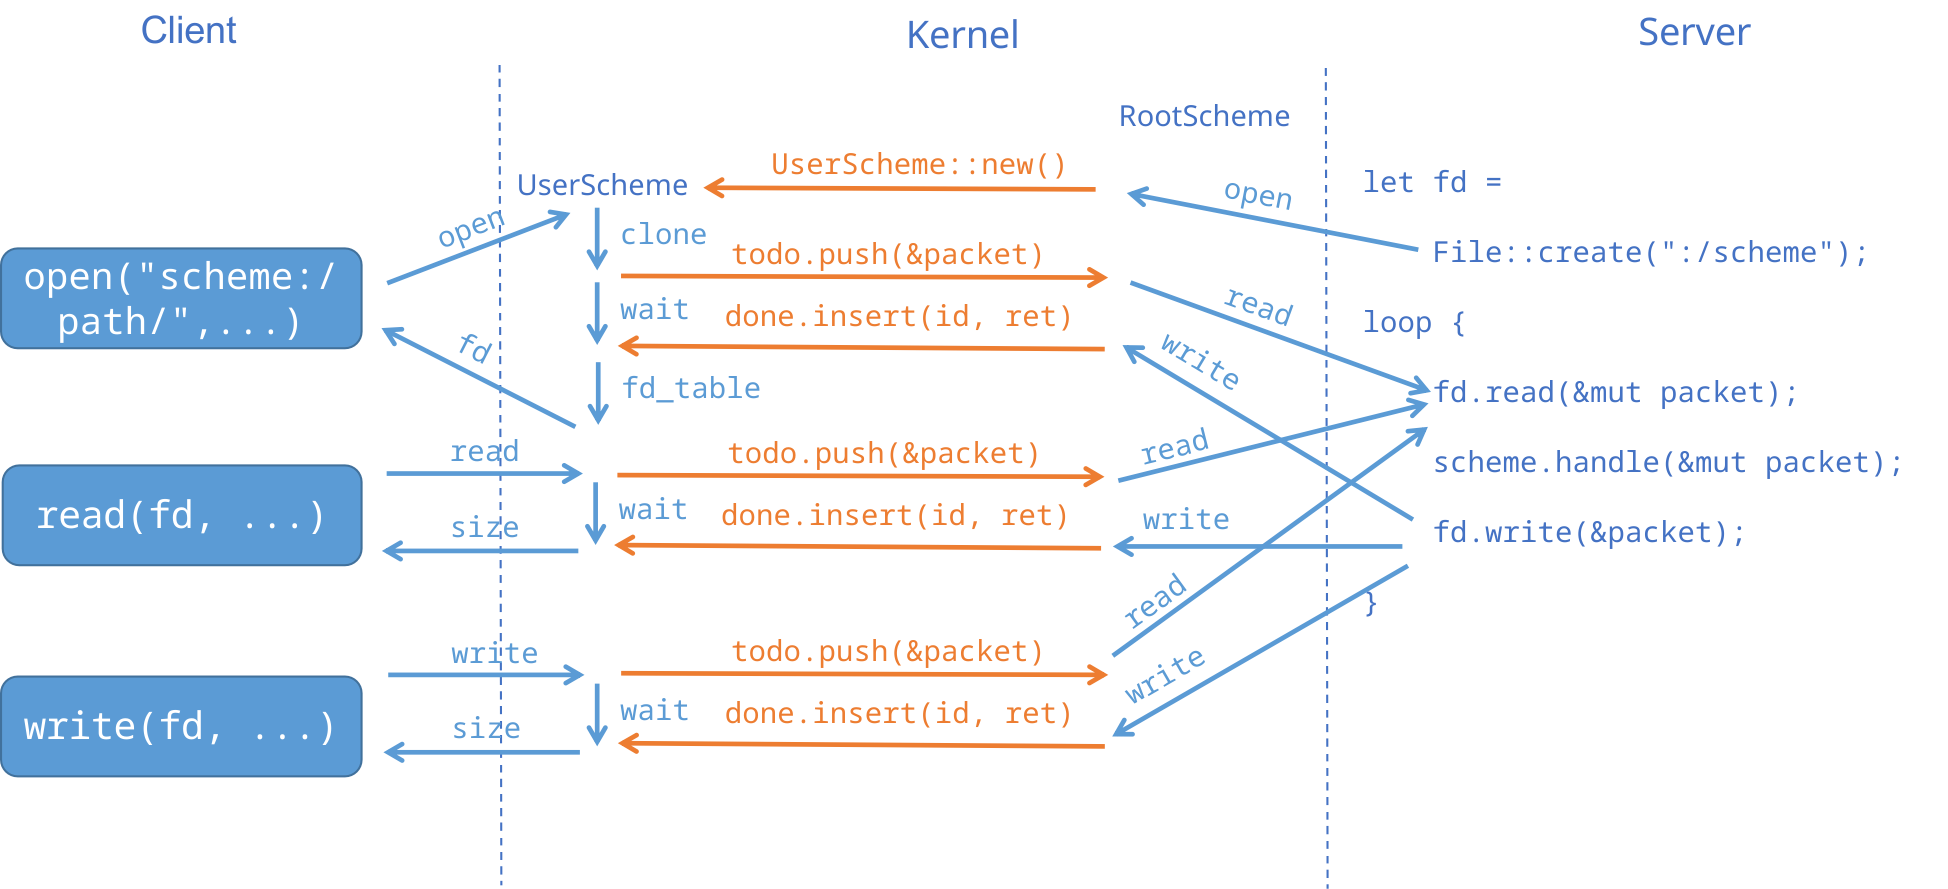 Client
Kernel
Server
RootScheme
UserScheme::new()
UserScheme
open
let fd =
open
clone
todo.push(&packet)
File::create(":/scheme");
open("scheme:/
path/",...)
wait
done.insert(id, ret)
read
loop {
fd
write
fd_table
fd.read(&mut packet);
read
todo.push(&packet)
read
scheme.handle(&mut packet);
read(fd, ...)
wait
done.insert(id, ret)
size
write
fd.write(&packet);
read
}
write
todo.push(&packet)
write
write(fd, ...)
wait
done.insert(id, ret)
size